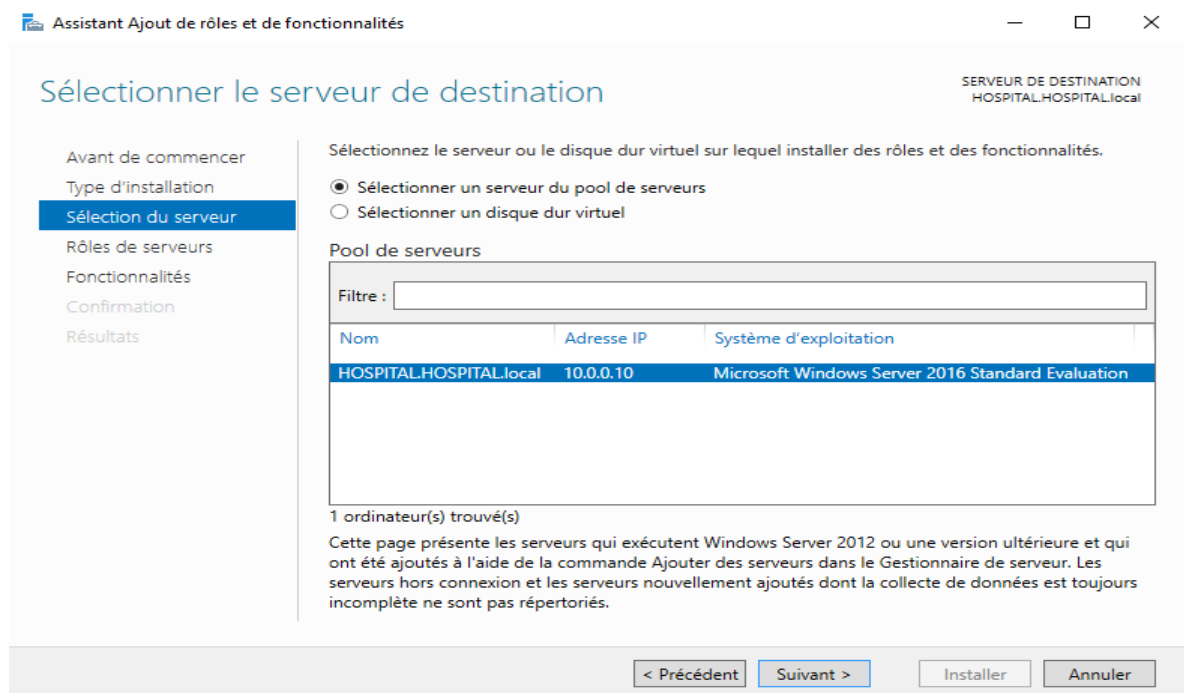 Assistant Ajout de rôles et de fonctionnalités
Sélectionner le serveur de destination
SERVEUR DE DESTINATION
HOSPITAL.HOSPITAL.local
Avant de commencer
Type d'installation
Sélection du serveur
Rôles de serveurs
Fonctionnalités
Confirmation
Résultats
Sélectionnez le serveur ou le disque dur virtuel sur lequel installer des rôles et des fonctionnalités.
Sélectionner un serveur du pool de serveurs
Sélectionner un disque dur virtuel
Pool de serveurs
Filtre :
Nom Adresse IP Système d'exploitation
HOSPITAL.HOSPITAL.local 10.0.0.10 Microsoft Windows Server 2016 Standard Evaluation
1 ordinateur(s) trouvé(s)
Cette page présente les serveurs qui exécutent Windows Server 2012 ou une version ultérieure et qui
ont été ajoutés à l'aide de la commande Ajouter des serveurs dans le Gestionnaire de serveur. Les
serveurs hors connexion et les serveurs nouvellement ajoutés dont la collecte de données est toujours
incomplète ne sont pas répertoriés.
< Précédent Suivant > Installer Annuler